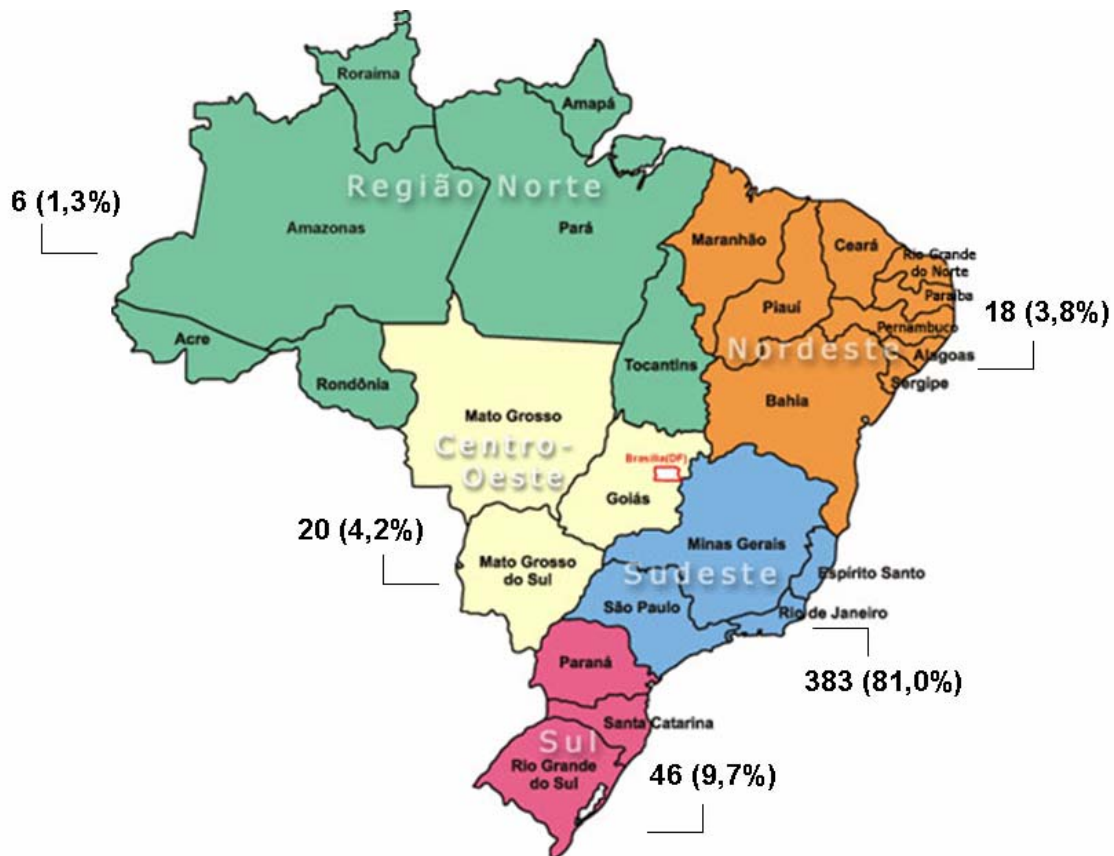 Roraima
Amapá
Região Norte
6 (1,3%)
Amazonas
Pará
Maranhão
Ceará
Rio Grande
do Norte
Paraíba
Piauí
18 (3,8%)
Pernambuco
Acre
Nordeste
Alagoas
Tocantins
Rondônia
Sergipe
Bahia
Mato Grosso
Centro-
Oeste
Brasília(DF)
Goiás
20 (4,2%)
Minas Gerais
Mato Grosso
do Sul
Sudeste
Espírito Santo
São Paulo
Rio de Janeiro
Paraná
383 (81,0%)
Santa Catarina
Sul
Rio Grande
do Sul
46 (9,7%)